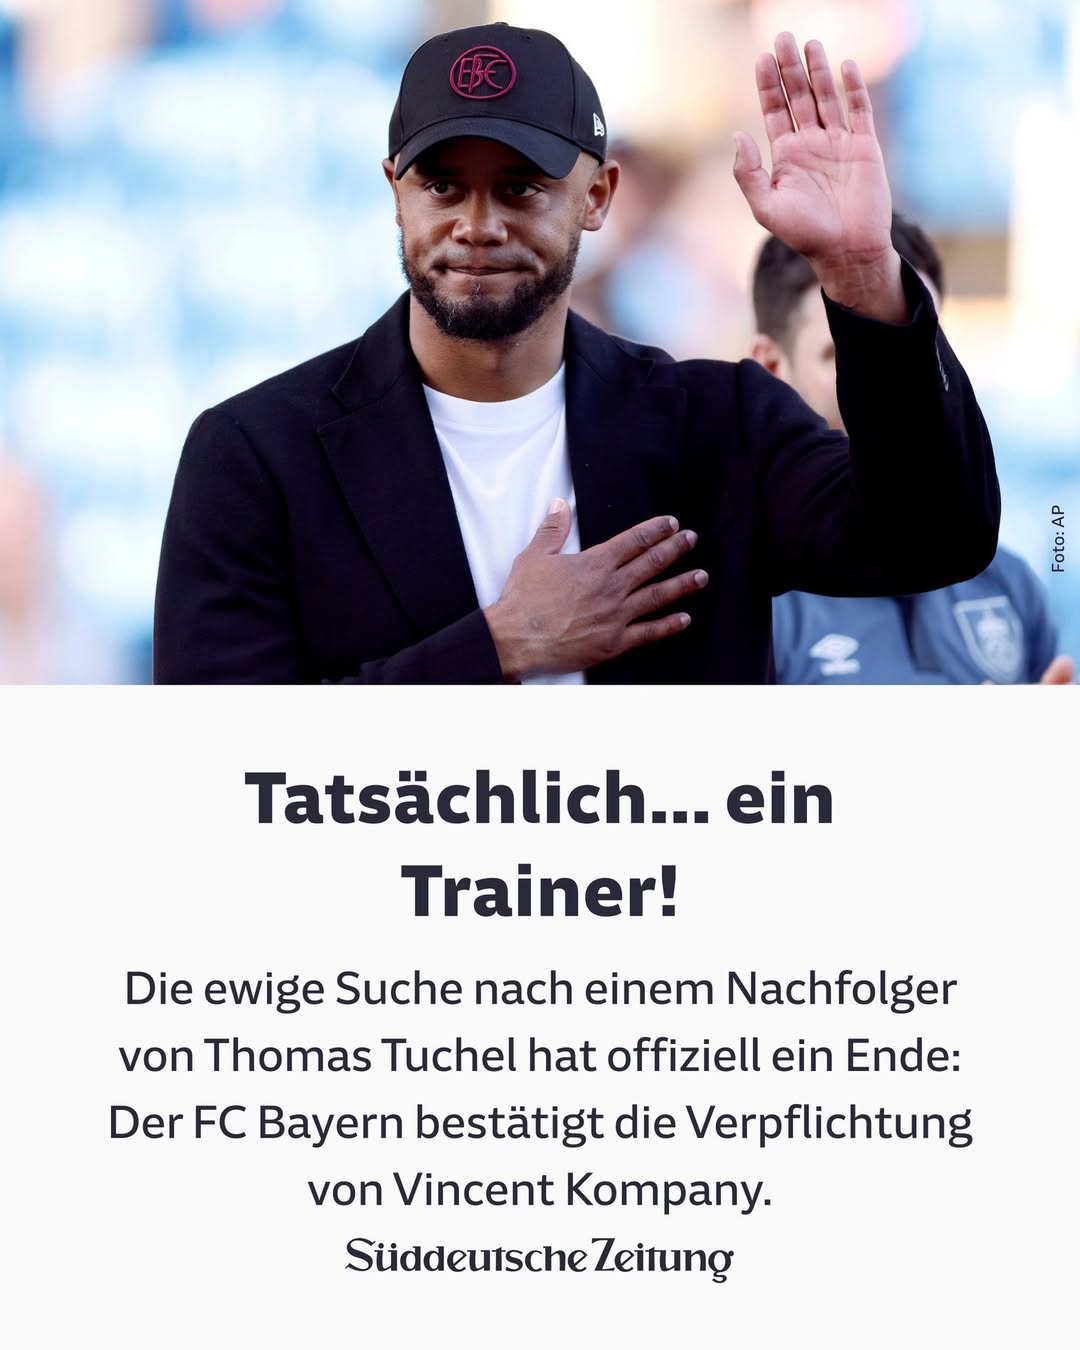 BFC
Foto: AP
Tatsächlich... ein
Trainer!
Die ewige Suche nach einem Nachfolger
von Thomas Tuchel hat offiziell ein Ende:
Der FC Bayern bestätigt die Verpflichtung
von Vincent Kompany.
Süddeutsche Zeitung